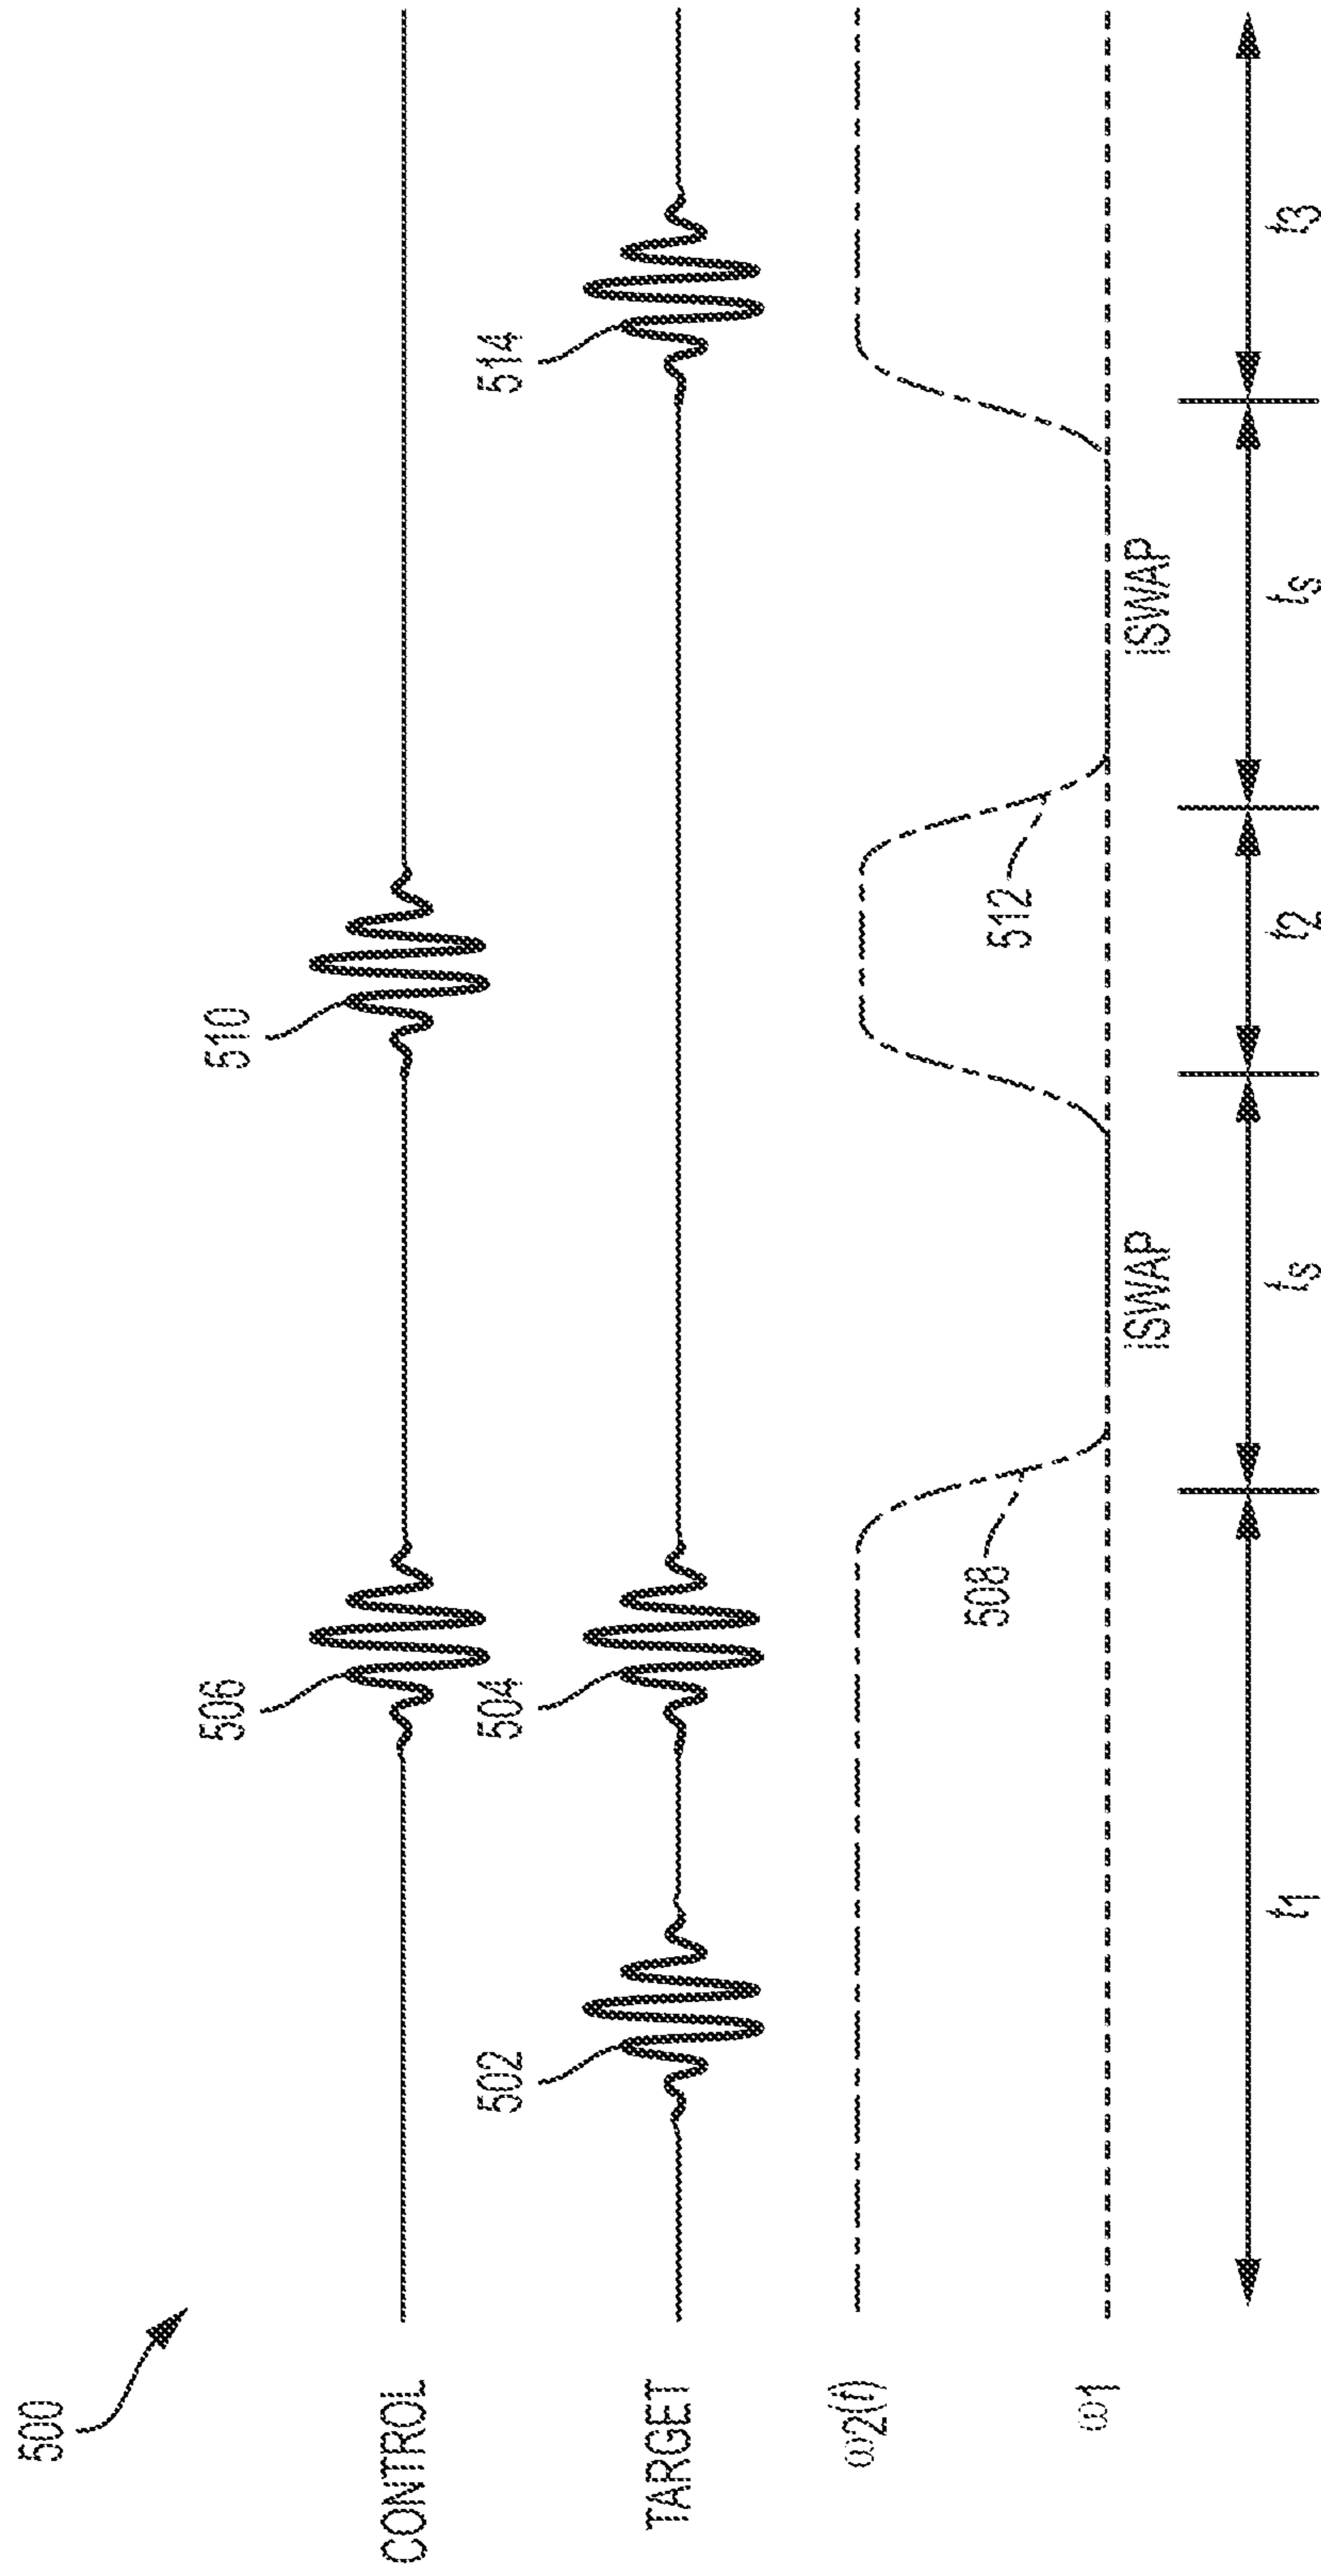 500
CONTROL
506
510
TARGET
502
504
514
ω2(t)
508
512
ω1
iSWAP
iSWAP
t1
ts
t2
ts
t3